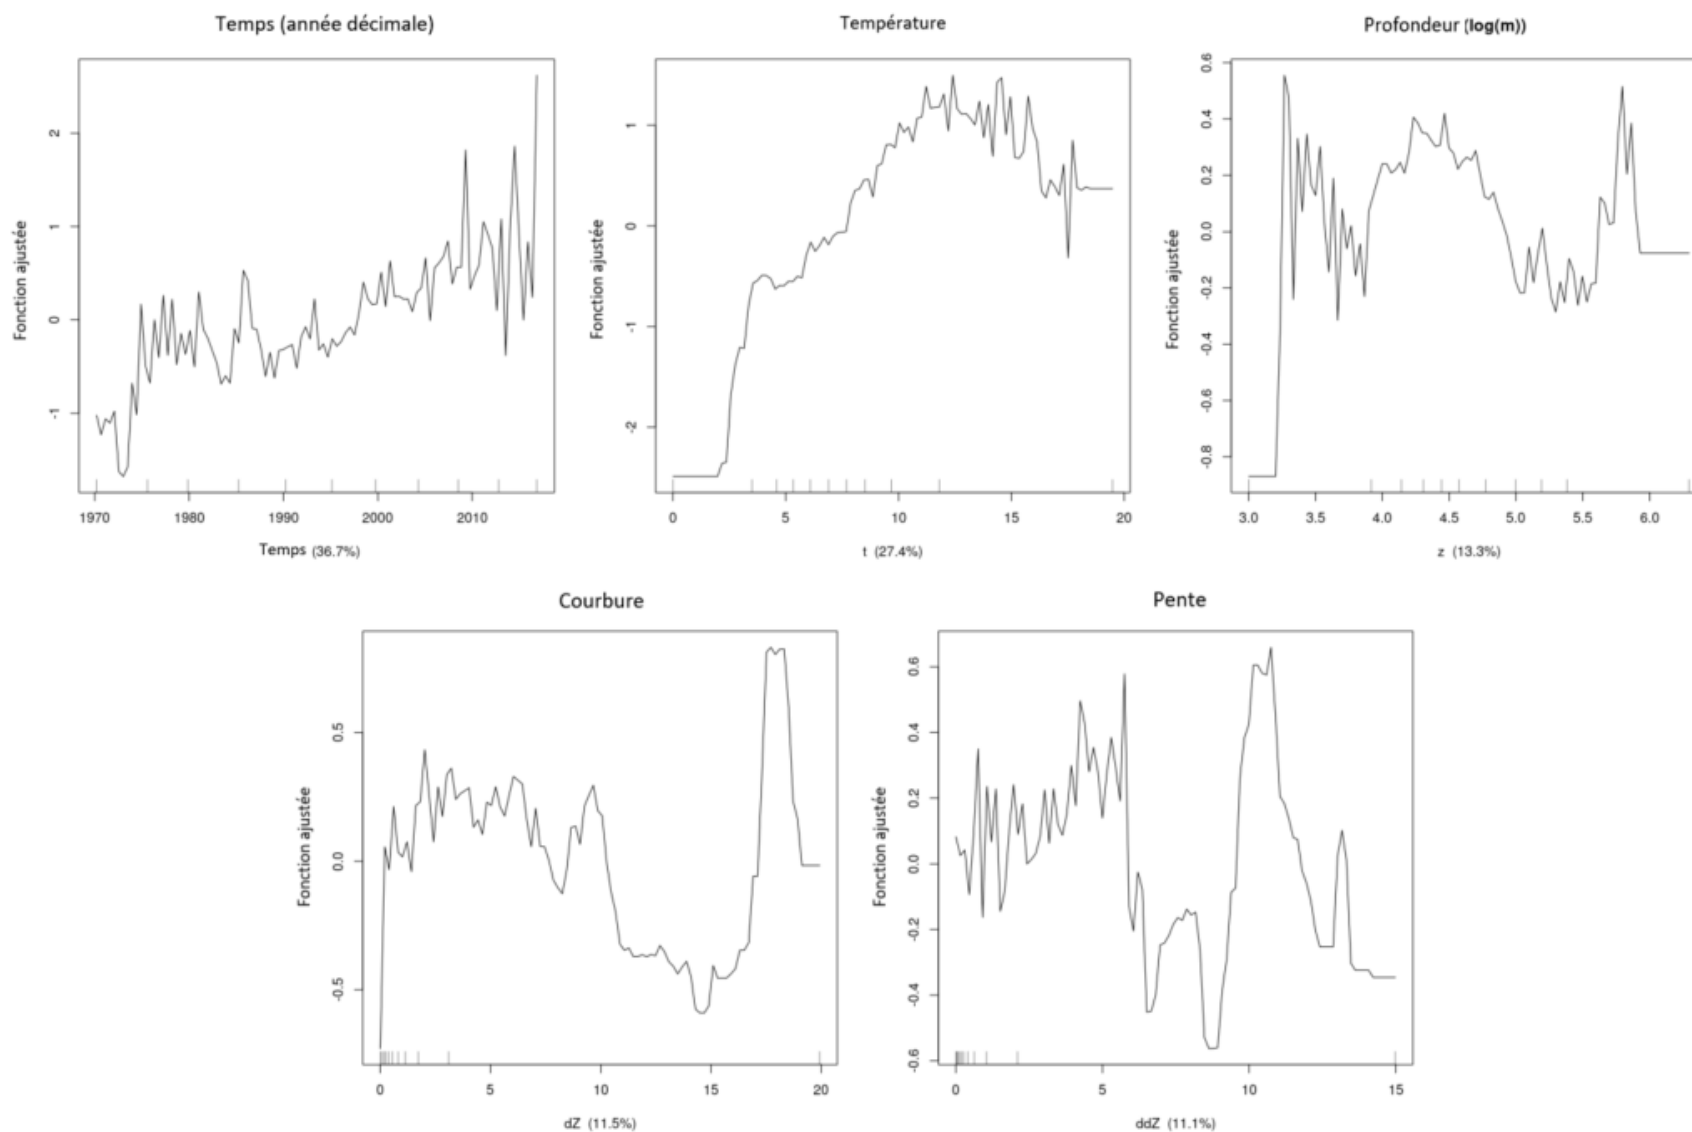 Temps (année décimale)
Fonction ajustée
2
1
0
-1
1970 1980 1990 2000 2010
Temps (36.7%)
Température
Fonction ajustée
1
0
-1
-2
0 5 10 15 20
t (27.4%)
Profondeur (log(m))
Fonction ajustée
0.6
0.4
0.2
0.0
-0.2
-0.4
-0.6
-0.8
3.0 3.5 4.0 4.5 5.0 5.5 6.0
z (13.3%)
Courbure
Fonction ajustée
0.5
0.0
-0.5
0 5 10 15 20
dZ (11.5%)
Pente
Fonction ajustée
0.6
0.4
0.2
0.0
-0.2
-0.4
-0.6
0 5 10 15
ddZ (11.1%)